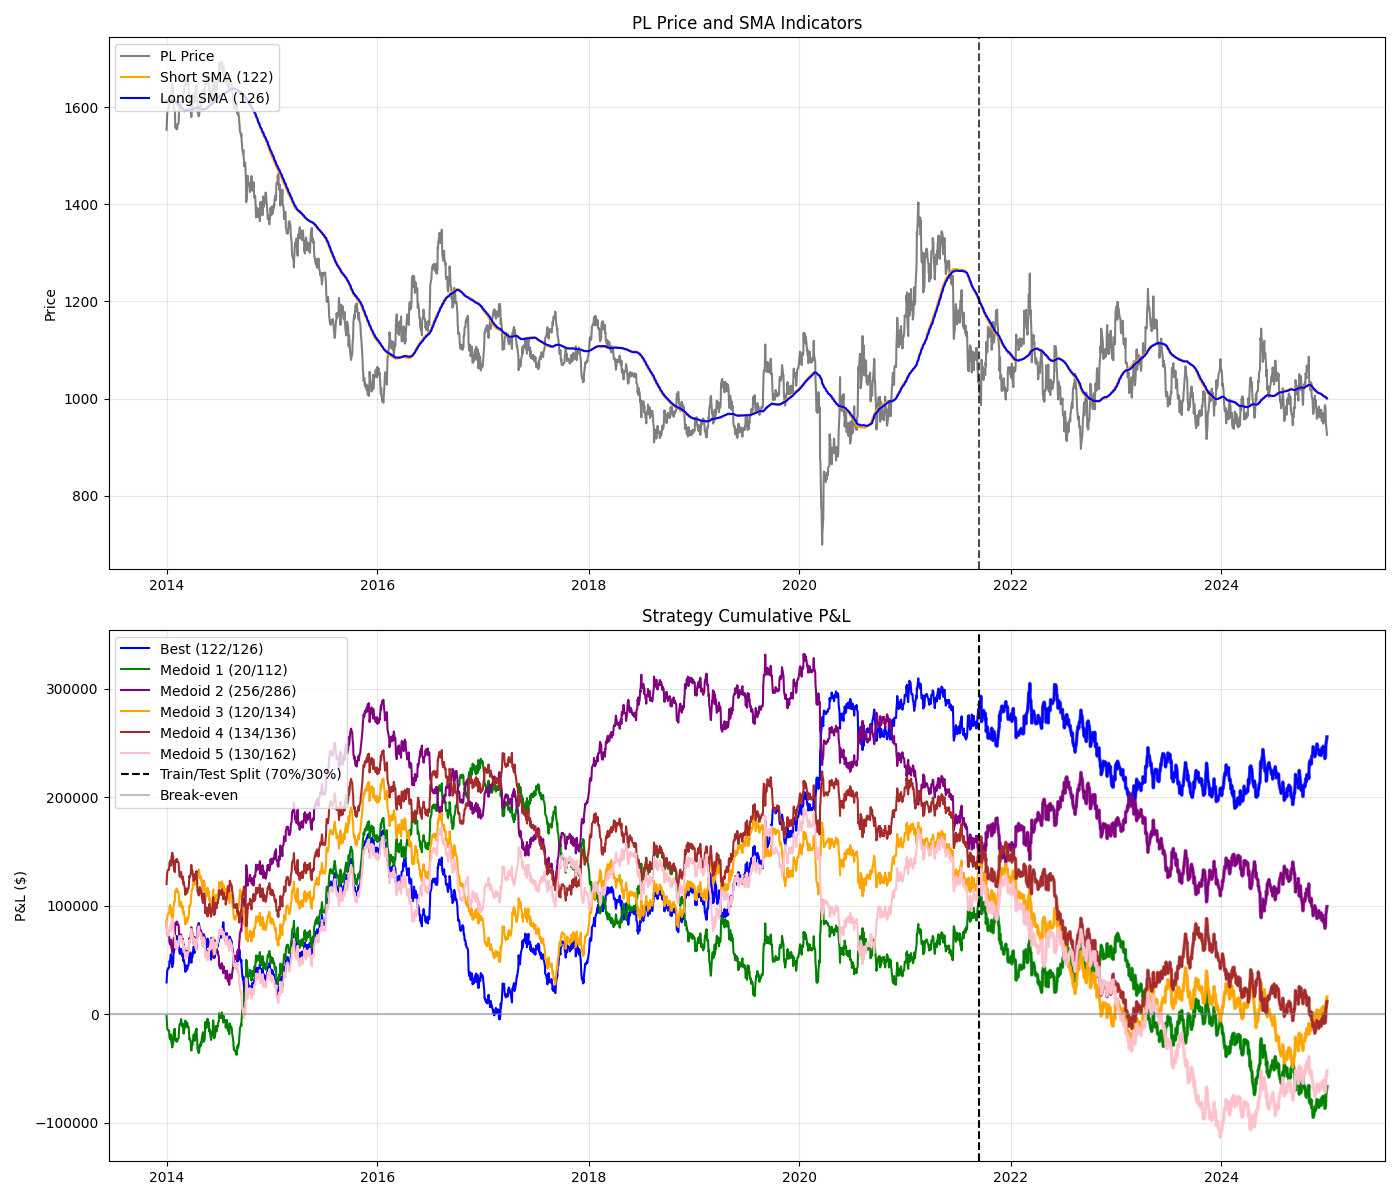 PL Price and SMA Indicators
PL Price
Short SMA (122)
Long SMA (126)
1600
1400
1200
1000
800
Price
2014
2016
2018
2020
2022
2024
Strategy Cumulative P&L
Best (122/126)
Medoid 1 (20/112)
Medoid 2 (256/286)
Medoid 3 (120/134)
Medoid 4 (134/136)
Medoid 5 (130/162)
Train/Test Split (70%/30%)
Break-even
300000
200000
100000
0
−100000
P&L ($)
2014
2016
2018
2020
2022
2024